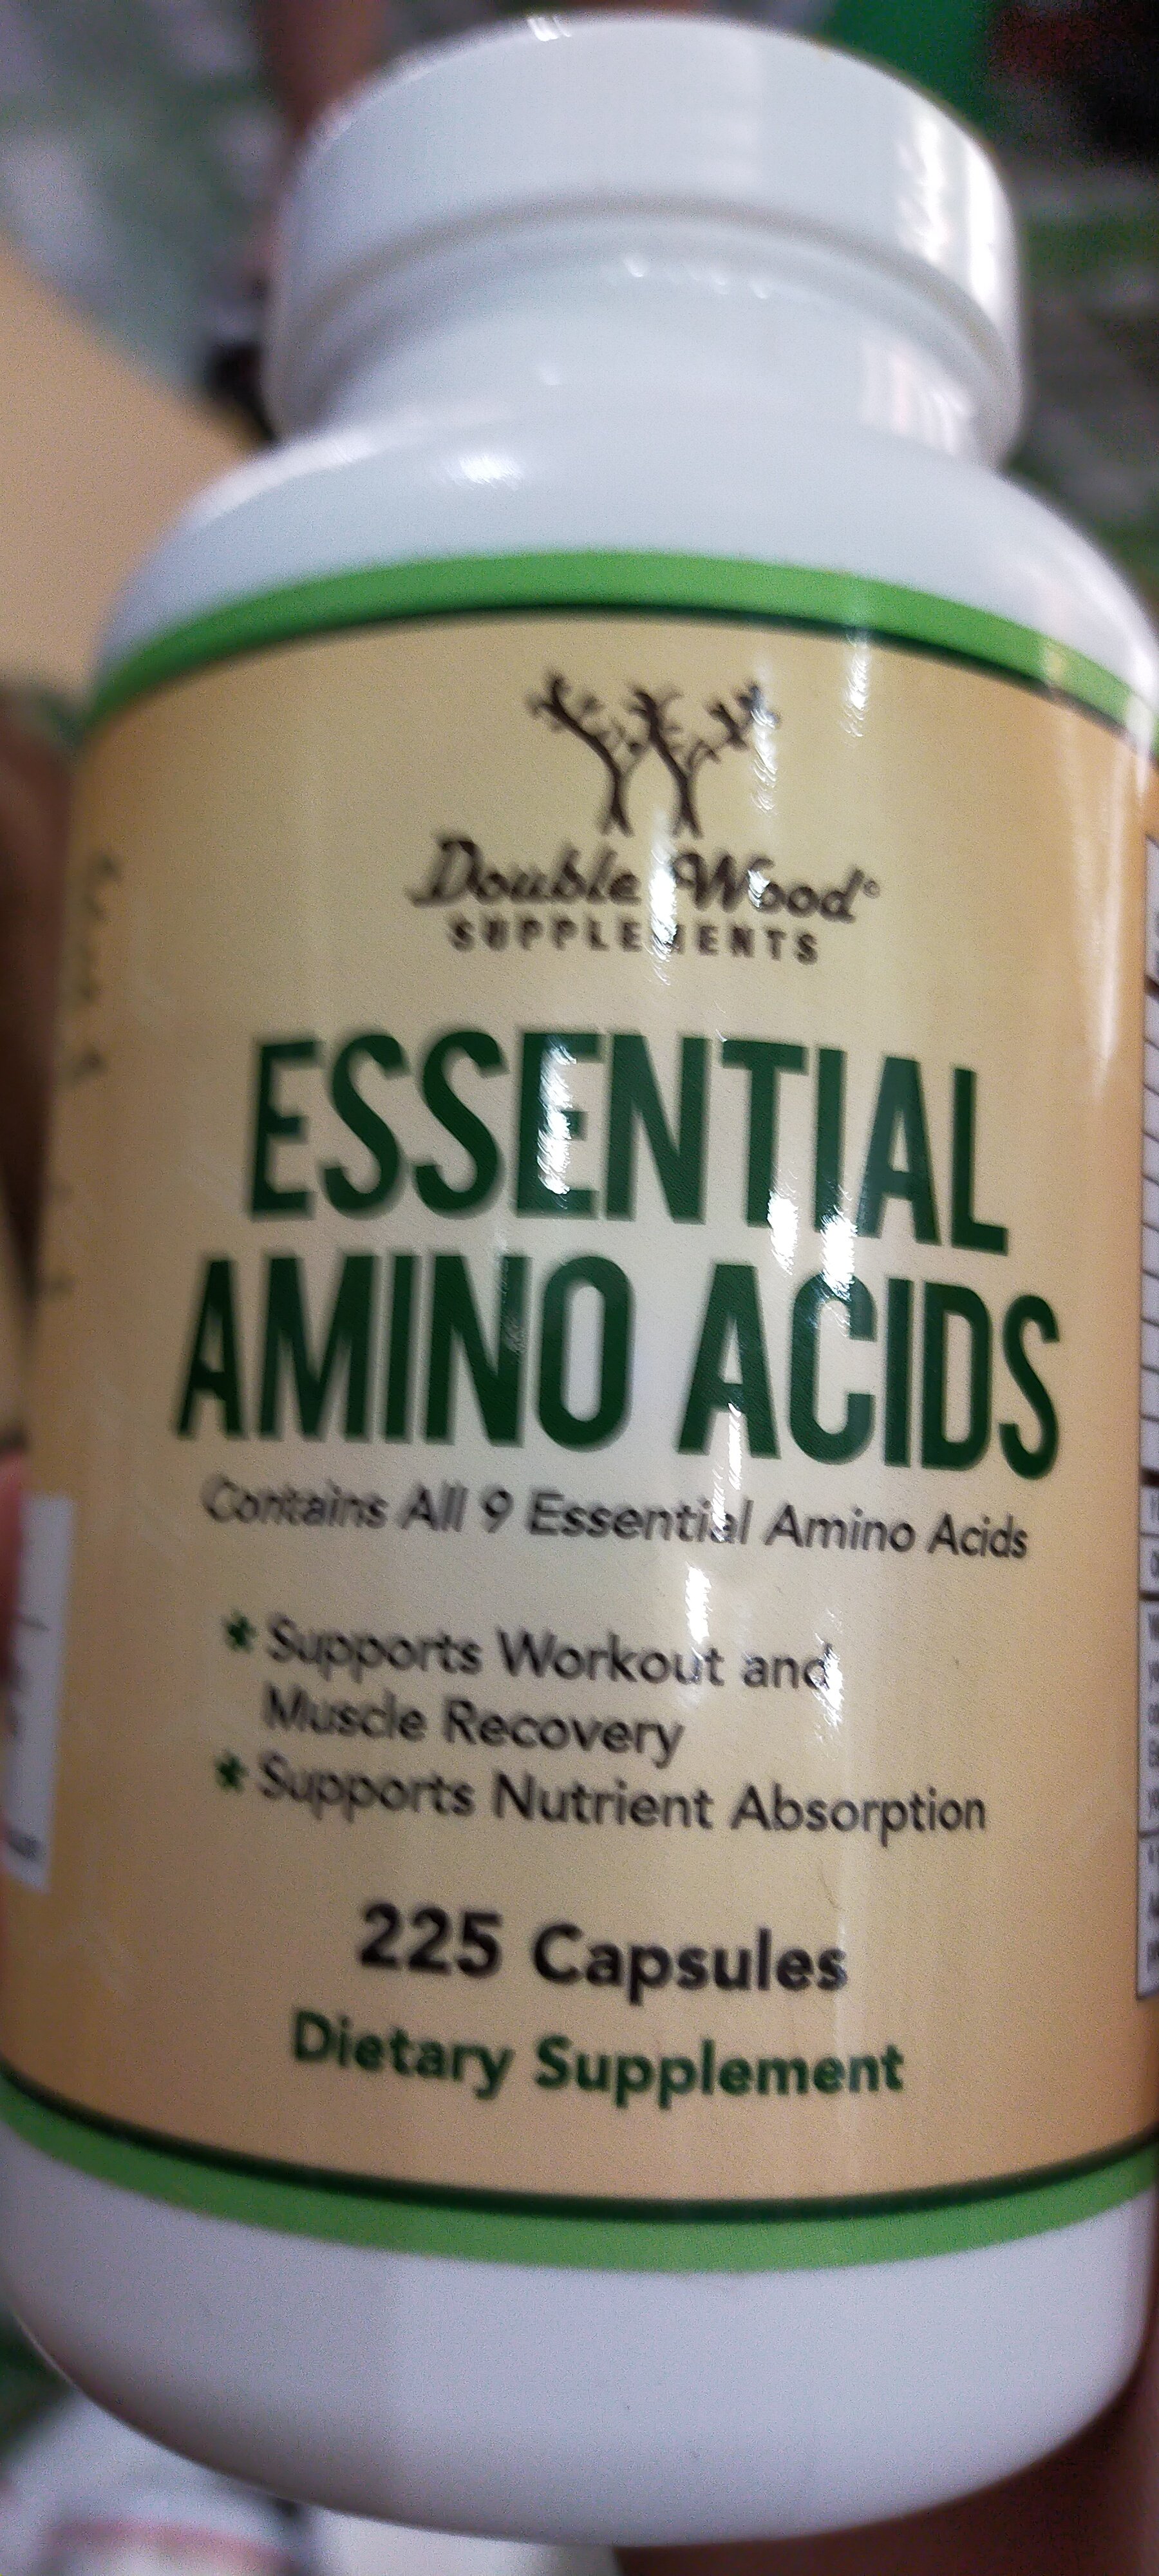 Double Wood®
SUPPLEMENTS
ESSENTIAL
AMINO ACIDS
Contains All 9 Essential Amino Acids
* Supports Workout and
Muscle Recovery
* Supports Nutrient Absorption
225 Capsules
Dietary Supplement